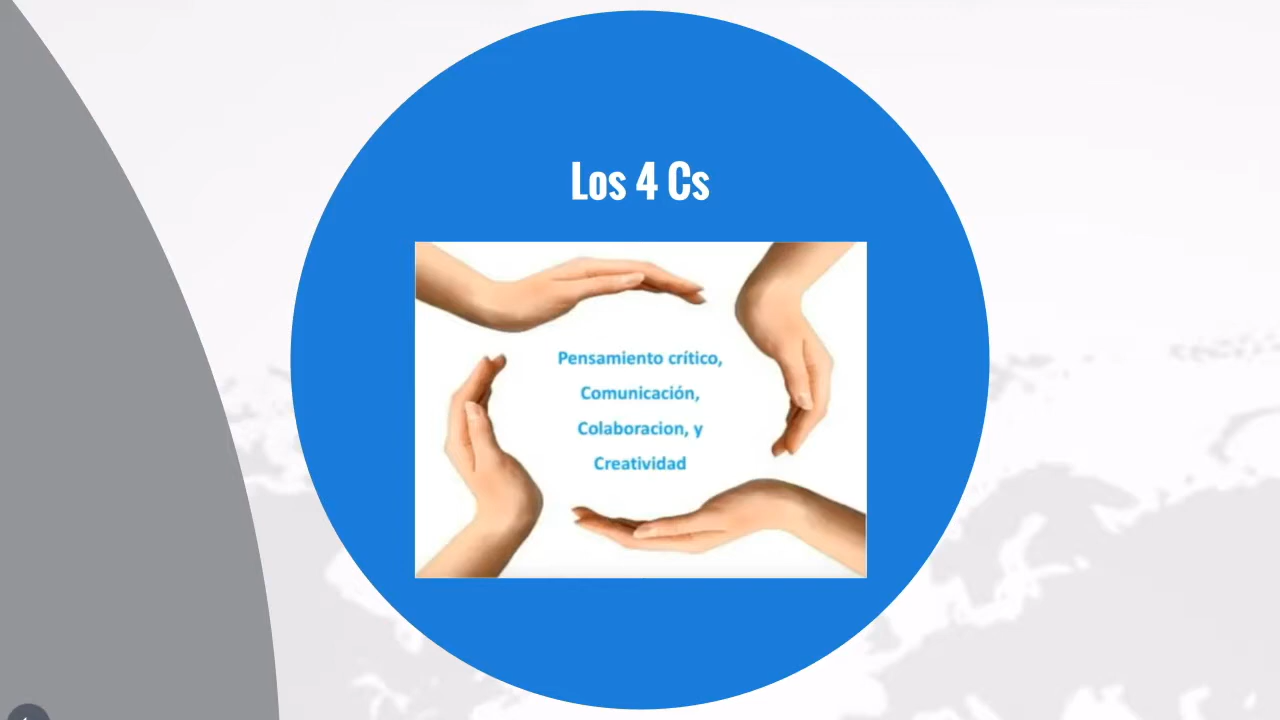 Los 4 Cs
Pensamiento crítico,
Comunicación,
Colaboracion, y
Creatividad